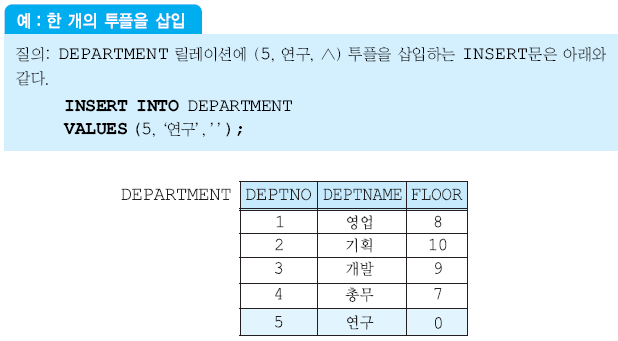 예 : 한 개의 투플을 삽입
질의: DEPARTMENT 릴레이션에 (5, 연구, ∧) 투플을 삽입하는 INSERT문은 아래와
같다.
INSERT INTO DEPARTMENT
VALUES (5, ‘연구’, ’’);
DEPARTMENT DEPTNO DEPTNAME FLOOR
1 영업 8
2 기획 10
3 개발 9
4 총무 7
5 연구 0